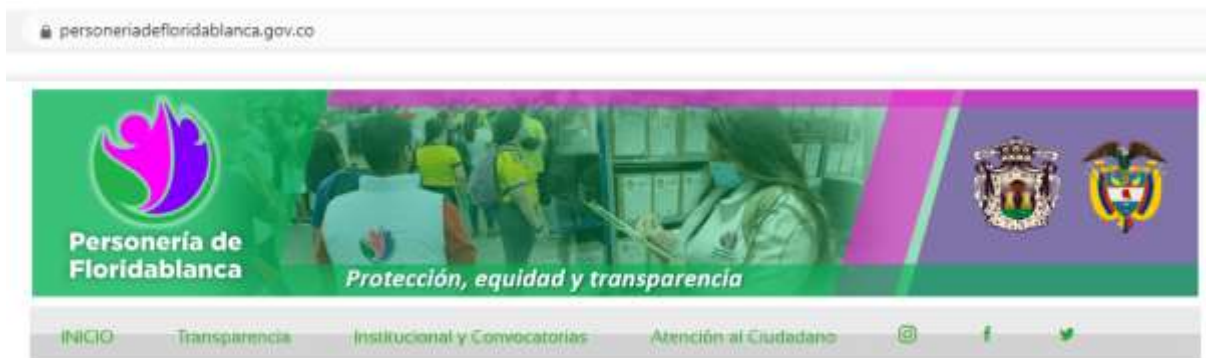 personeriadefloridablanca.gov.co
Personería de
Floridablanca
Protección, equidad y transparencia
INICIO Transparencia Institucional y Convocatorias Atención al Ciudadano